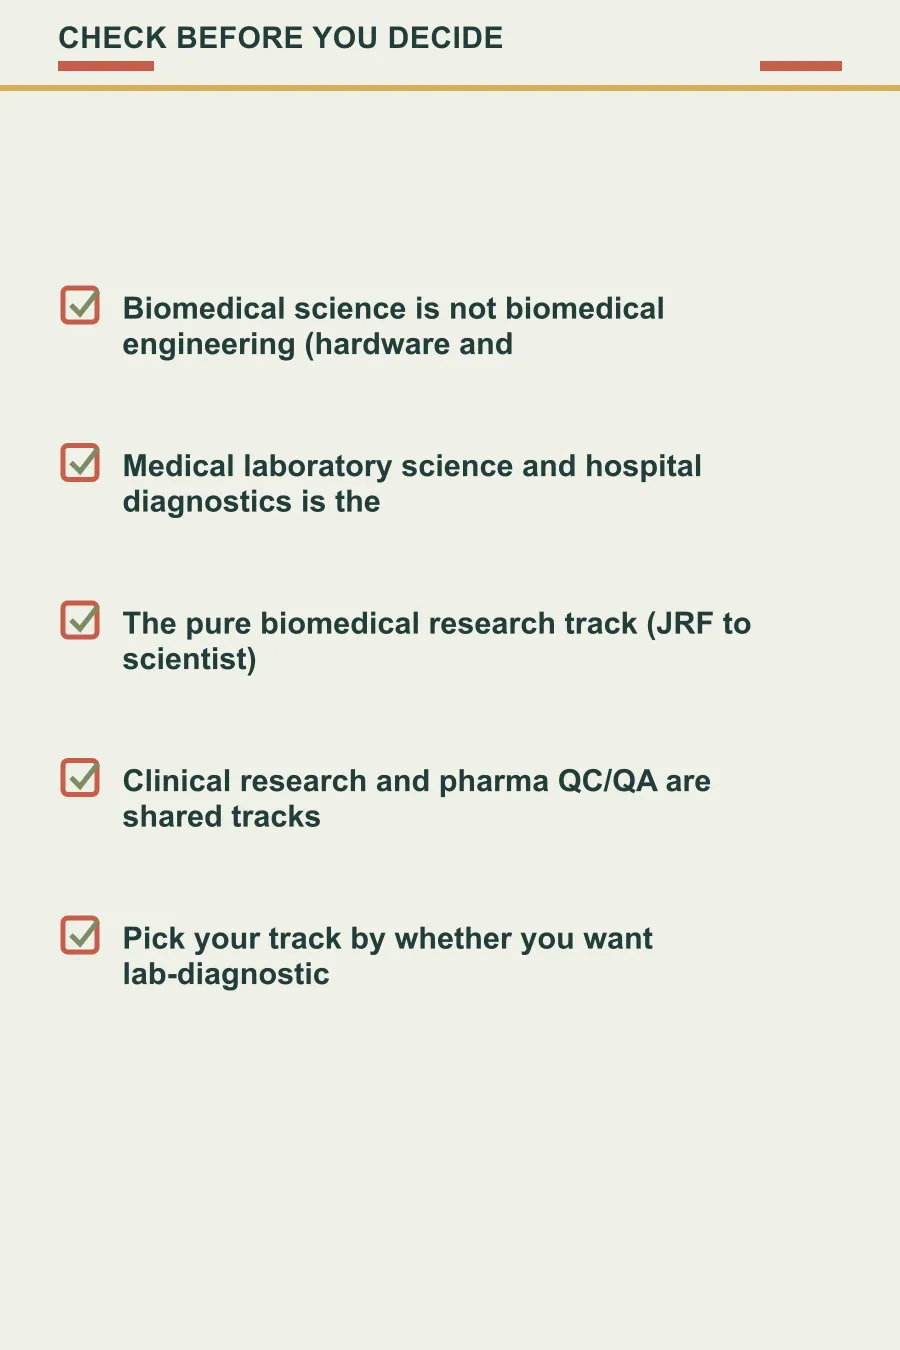 CHECK BEFORE YOU DECIDE
Biomedical science is not biomedical
engineering (hardware and
Medical laboratory science and hospital
diagnostics is the
The pure biomedical research track (JRF to
scientist)
Clinical research and pharma QC/QA are
shared tracks
Pick your track by whether you want
lab-diagnostic